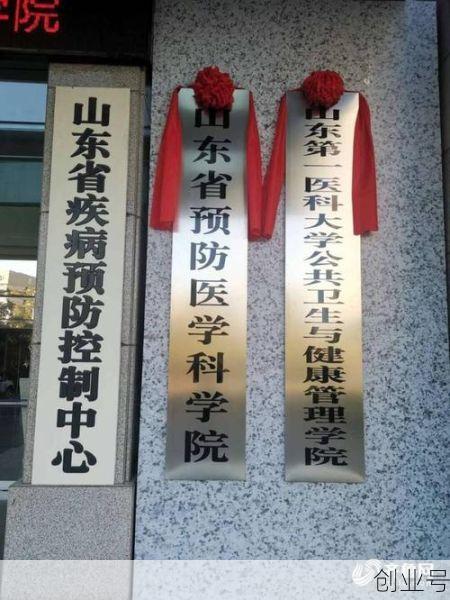 学院
山东省疾病预防控制中心
山东省预防医学科学院
山东第一医科大学公共卫生与健康管理学院
创业号